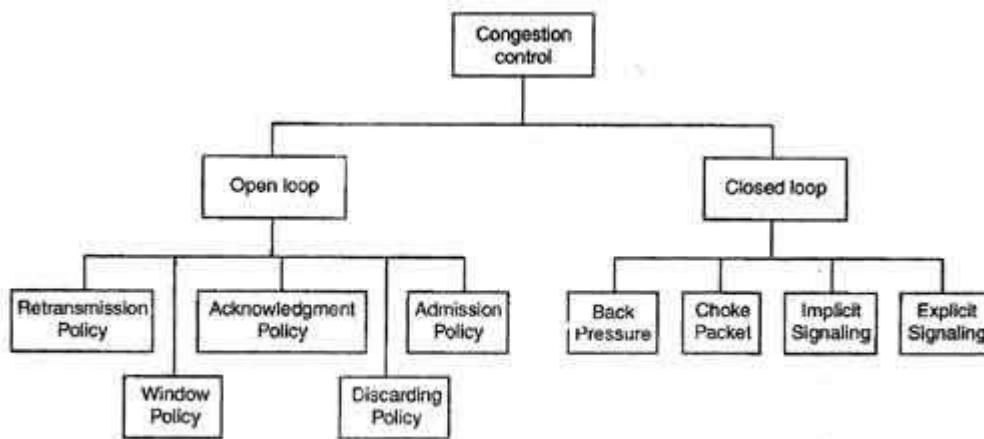 Congestion
control
Open loop
Closed loop
Retransmission
Policy
Acknowledgment
Policy
Admission
Policy
Back
Pressure
Choke
Packet
Implicit
Signaling
Explicit
Signaling
Window
Policy
Discarding
Policy